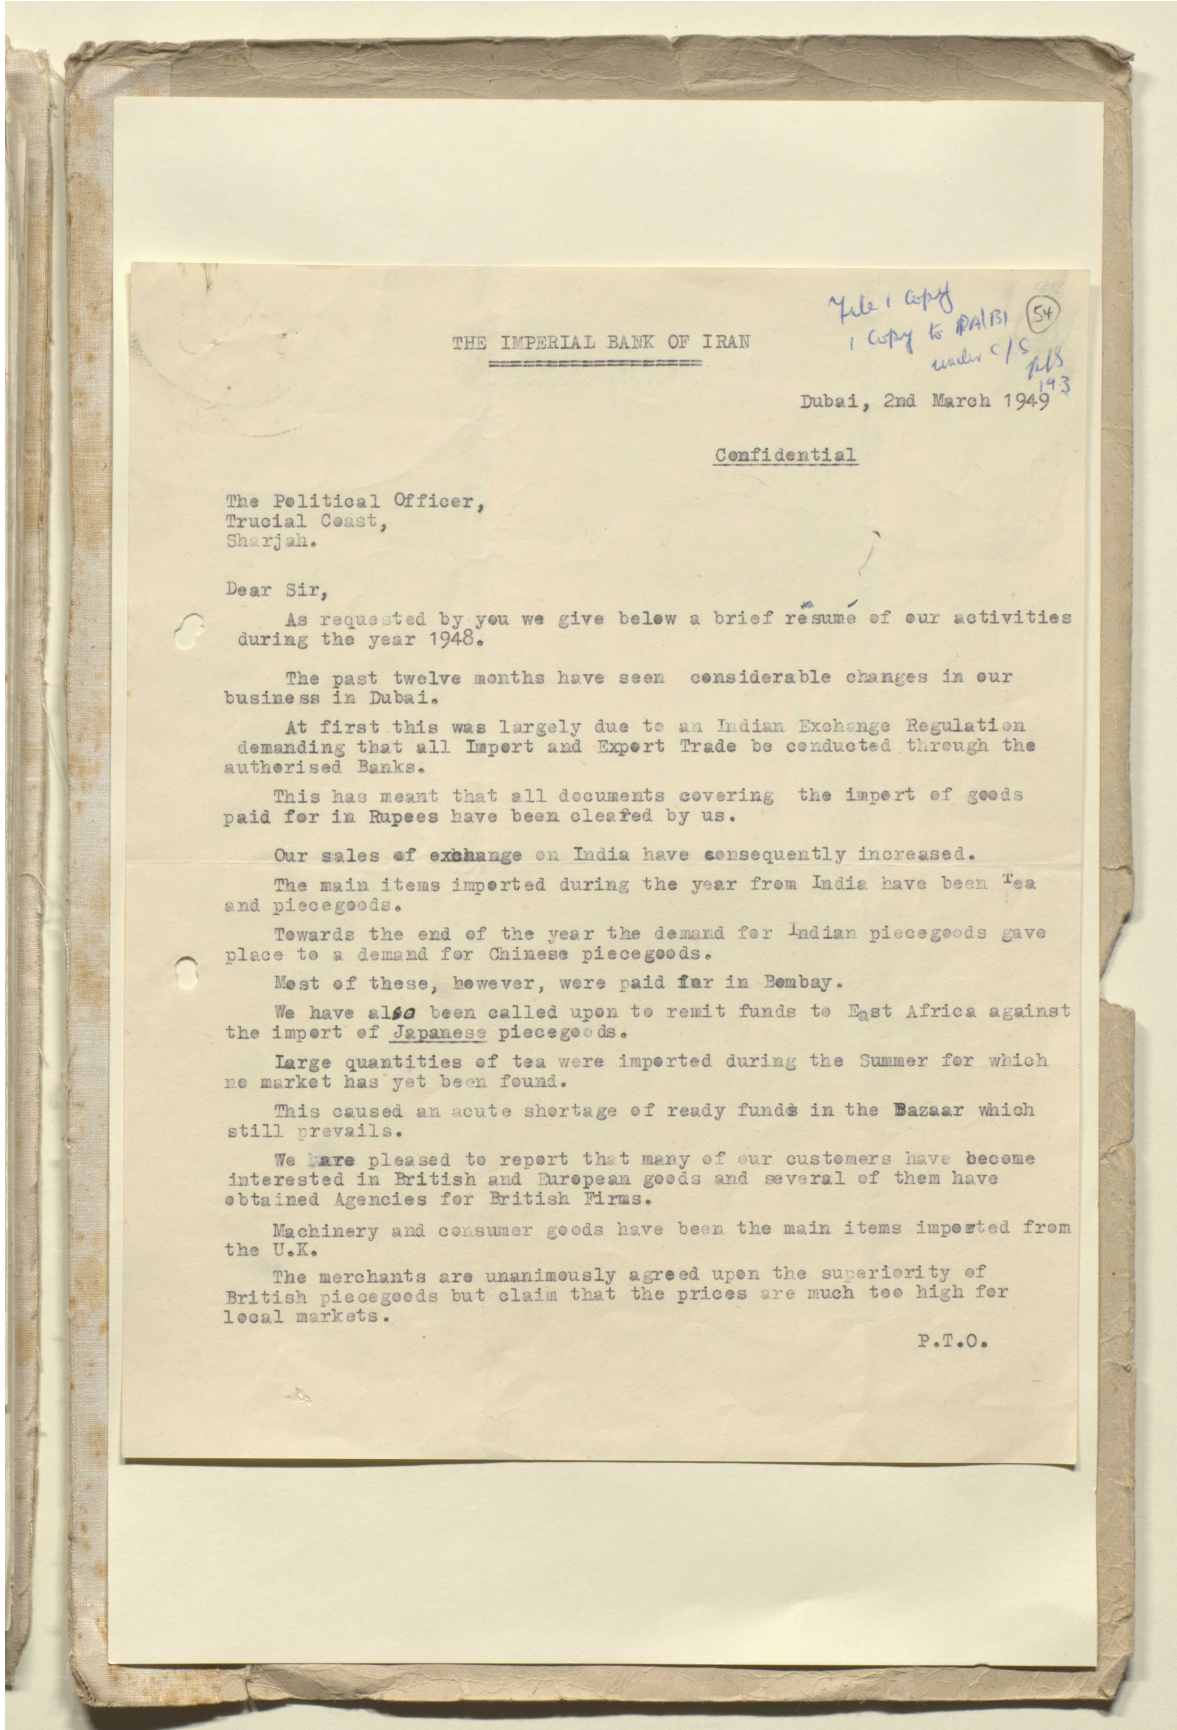 File 1 Copy
1 Copy to PA(B)
under C/S
54
THE IMPERIAL BANK OF IRAN
Dubai, 2nd March 1949
Confidential
The Political Officer,
Trucial Coast,
Sharjah.
Dear Sir,
As requested by you we give below a brief résumé of our activities
during the year 1948.
The past twelve months have seen considerable changes in our
business in Dubai.
At first this was largely due to an Indian Exchange Regulation
demanding that all Import and Export Trade be conducted through the
authorised Banks.
This has meant that all documents covering the import of goods
paid for in Rupees have been cleared by us.
Our sales of exchange on India have consequently increased.
The main items imported during the year from India have been Tea
and piecegoods.
Towards the end of the year the demand for Indian piecegoods gave
place to a demand for Chinese piecegoods.
Most of these, however, were paid for in Bombay.
We have also been called upon to remit funds to East Africa against
the import of Japanese piecegoods.
Large quantities of tea were imported during the Summer for which
no market has yet been found.
This caused an acute shortage of ready funds in the Bazaar which
still prevails.
We are pleased to report that many of our customers have become
interested in British and European goods and several of them have
obtained Agencies for British Firms.
Machinery and consumer goods have been the main items imported from
the U.K.
The merchants are unanimously agreed upon the superiority of
British piecegoods but claim that the prices are much too high for
local markets.
P.T.O.